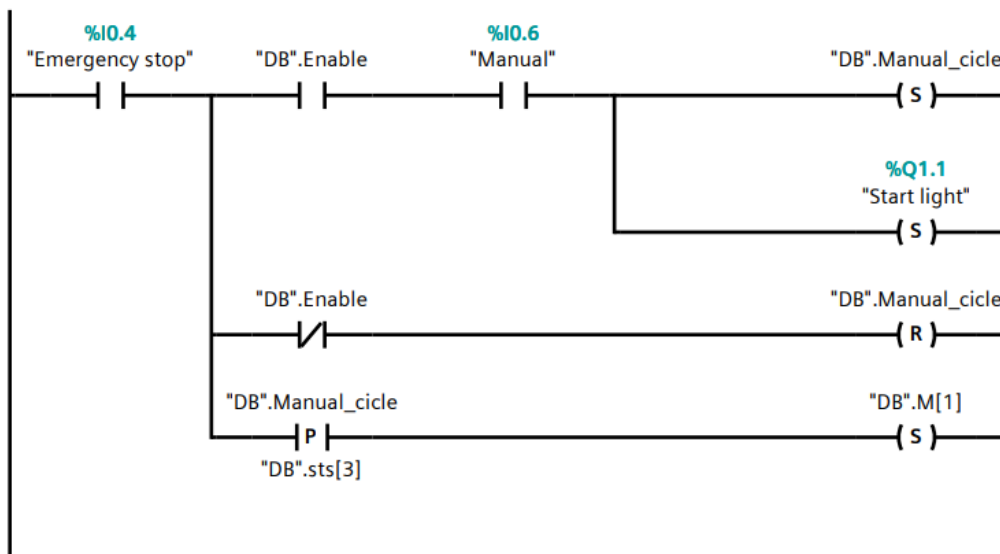 %I0.4
"Emergency stop"
"DB".Enable
%I0.6
"Manual"
"DB".Manual_cicle
S
%Q1.1
"Start light"
S
"DB".Enable
"DB".Manual_cicle
R
"DB".Manual_cicle
P
"DB".sts[3]
"DB".M[1]
S